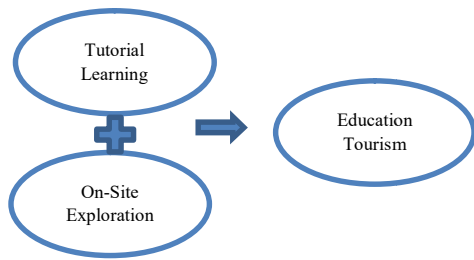 Tutorial
Learning
On-Site
Exploration
Education
Tourism